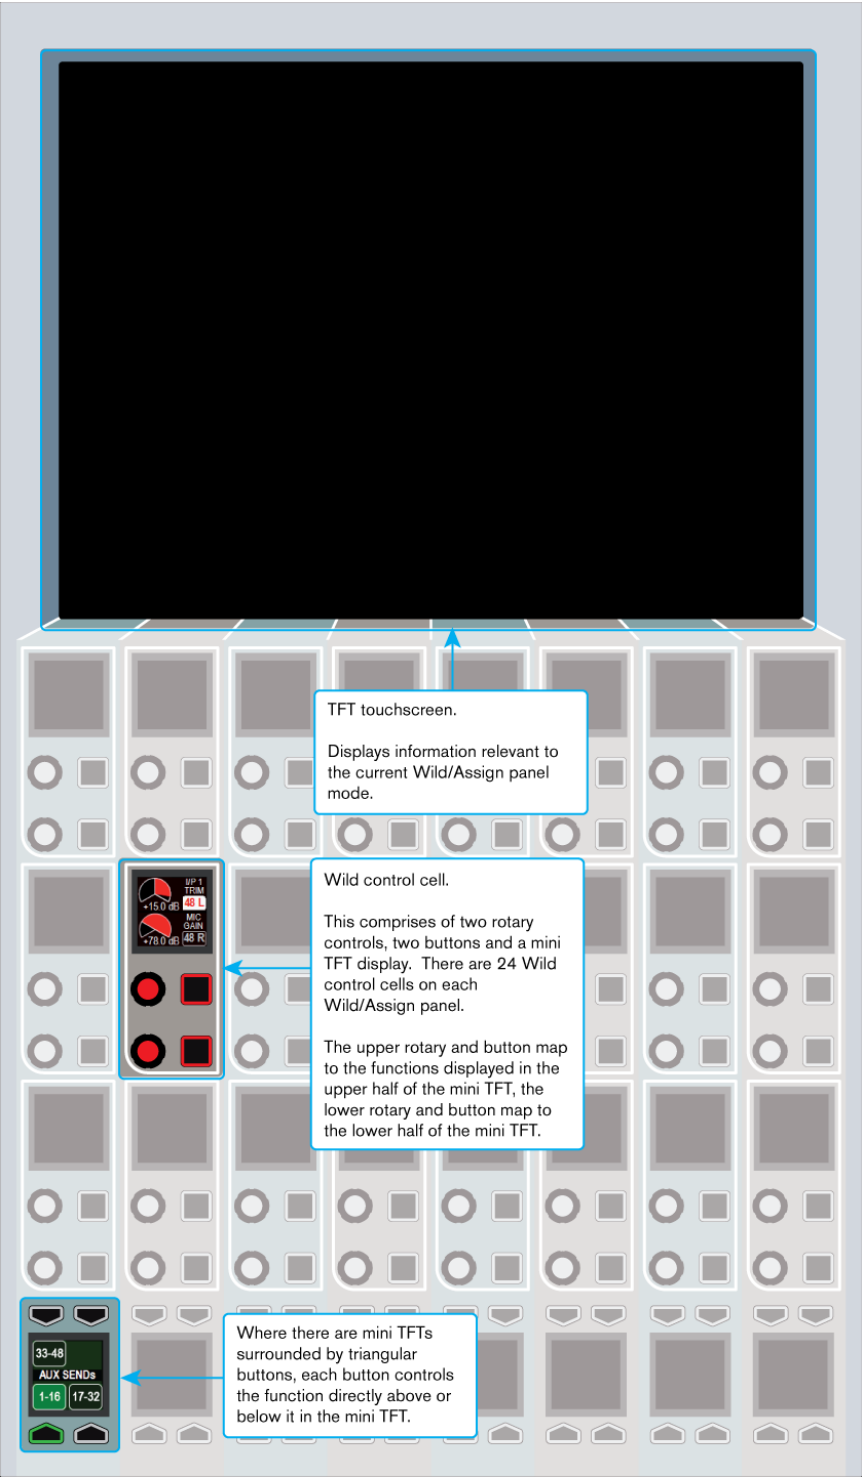 TFT touchscreen.
Displays information relevant to
the current Wild/Assign panel
mode.
I/P 1
TRIM
+15.0 dB
48 L
MIC
GAIN
+78.0 dB
48 R
Wild control cell.
This comprises of two rotary
controls, two buttons and a mini
TFT display.  There are 24 Wild
control cells on each
Wild/Assign panel.
The upper rotary and button map
to the functions displayed in the
upper half of the mini TFT, the
lower rotary and button map to
the lower half of the mini TFT.
33-48
AUX SENDs
1-16 17-32
Where there are mini TFTs
surrounded by triangular
buttons, each button controls
the function directly above or
below it in the mini TFT.